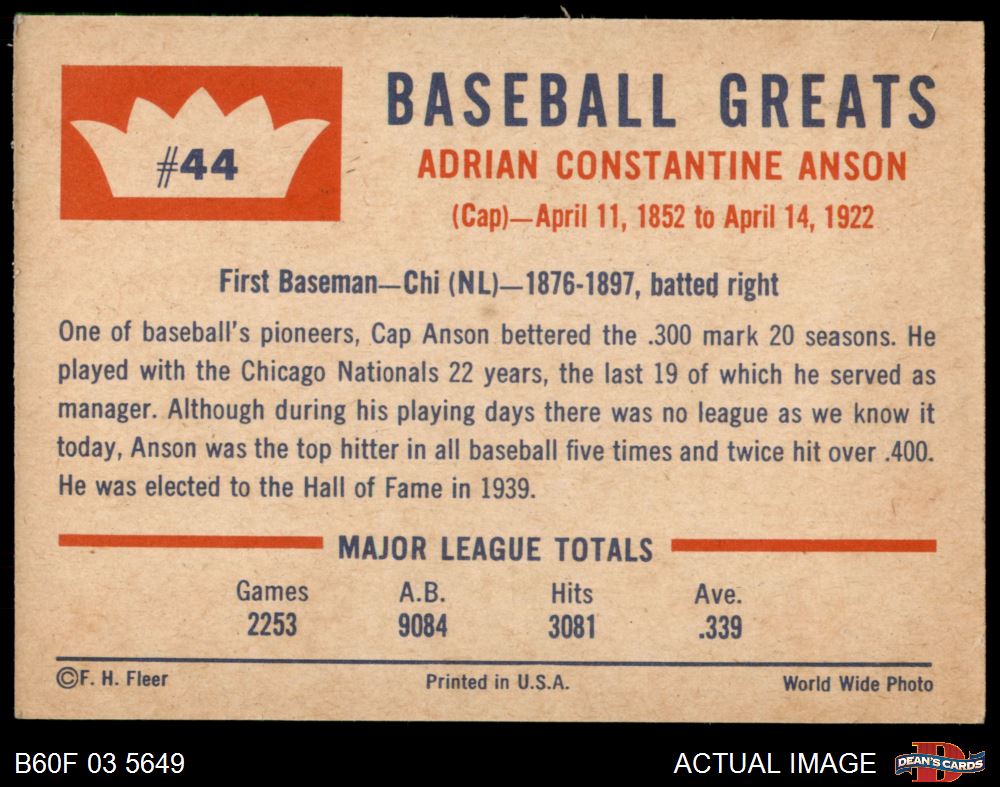 #44
BASEBALL GREATS
ADRIAN CONSTANTINE ANSON
(Cap)—April 11, 1852 to April 14, 1922
First Baseman—Chi (NL)—1876-1897, batted right
One of baseball's pioneers, Cap Anson bettered the .300 mark 20 seasons. He
played with the Chicago Nationals 22 years, the last 19 of which he served as
manager. Although during his playing days there was no league as we know it
today, Anson was the top hitter in all baseball five times and twice hit over .400.
He was elected to the Hall of Fame in 1939.
MAJOR LEAGUE TOTALS
Games A.B. Hits Ave.
2253 9084 3081 .339
©F. H. Fleer Printed in U.S.A. World Wide Photo
B60F 03 5649 ACTUAL IMAGE D DEAN'S CARDS